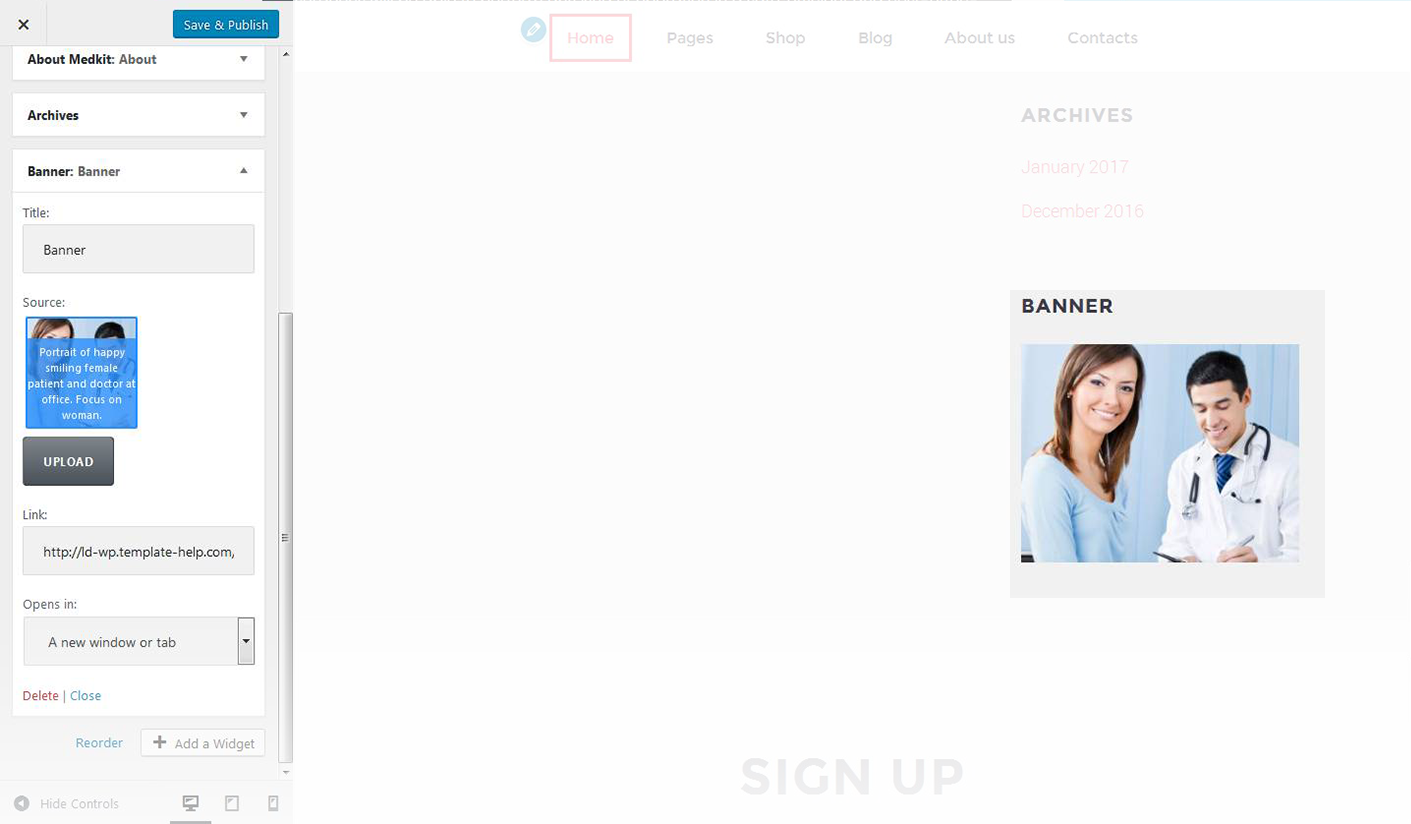 Save & Publish
About Medkit: About
Archives
Banner: Banner
Title:
Banner
Source:
Portrait of happy
smiling female
patient and doctor at
office. Focus on
woman.
UPLOAD
Link:
http://ld-wp.template-help.com,
Opens in:
A new window or tab
Delete | Close
Reorder
Add a Widget
Hide Controls
Home Pages Shop Blog About us Contacts
ARCHIVES
January 2017
December 2016
BANNER
SIGN UP